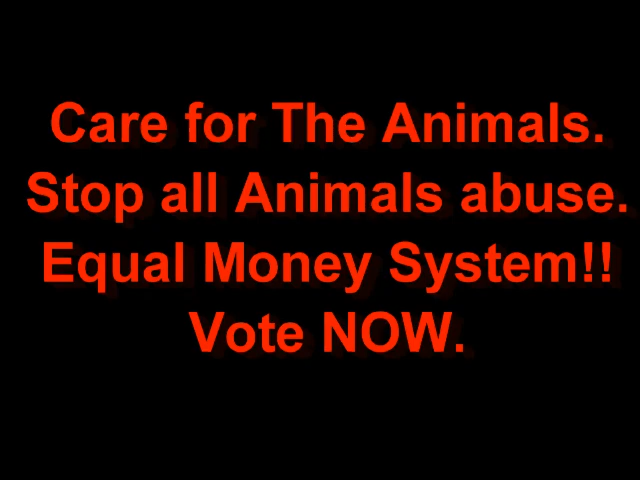 Care for The Animals.
Stop all Animals abuse.
Equal Money System!!
Vote NOW.